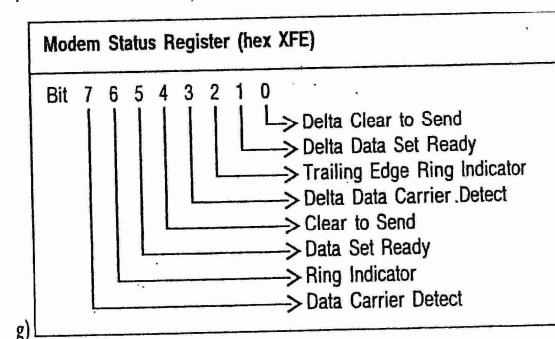 Modem Status Register (hex XFE)
Bit 7 6 5 4 3 2 1 0
Delta Clear to Send
Delta Data Set Ready
Trailing Edge Ring Indicator
Delta Data Carrier Detect
Clear to Send
Data Set Ready
Ring Indicator
Data Carrier Detect
g)